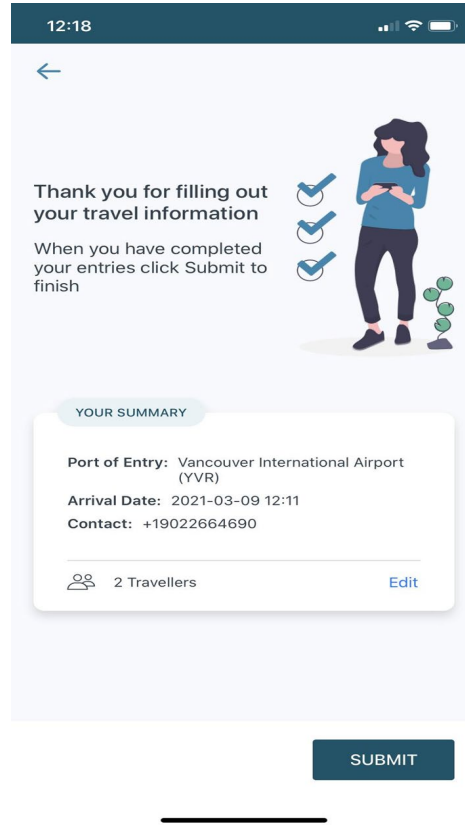 12:18
Thank you for filling out
your travel information
When you have completed
your entries click Submit to
finish
YOUR SUMMARY
Port of Entry: Vancouver International Airport
(YVR)
Arrival Date: 2021-03-09 12:11
Contact: +19022664690
2 Travellers Edit
SUBMIT